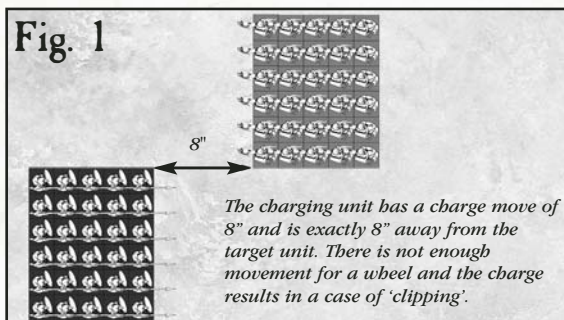 Fig. 1
8"
The charging unit has a charge move of
8” and is exactly 8” away from the
target unit. There is not enough
movement for a wheel and the charge
results in a case of ‘clipping’.